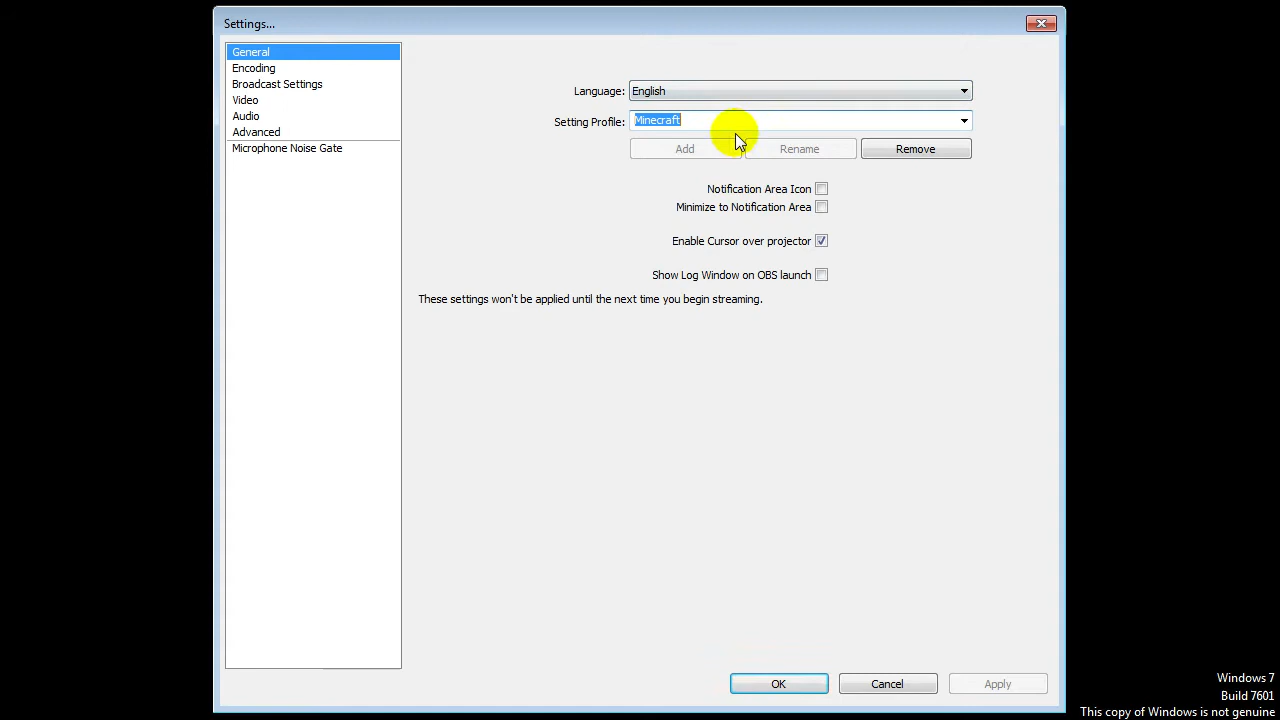 Settings...
General
Encoding
Broadcast Settings
Video
Audio
Advanced
Microphone Noise Gate
Language: English
Setting Profile: Minecraft
Add Rename Remove
Notification Area Icon
Minimize to Notification Area
Enable Cursor over projector
Show Log Window on OBS launch
These settings won't be applied until the next time you begin streaming.
OK Cancel Apply
Windows 7
Build 7601
This copy of Windows is not genuine